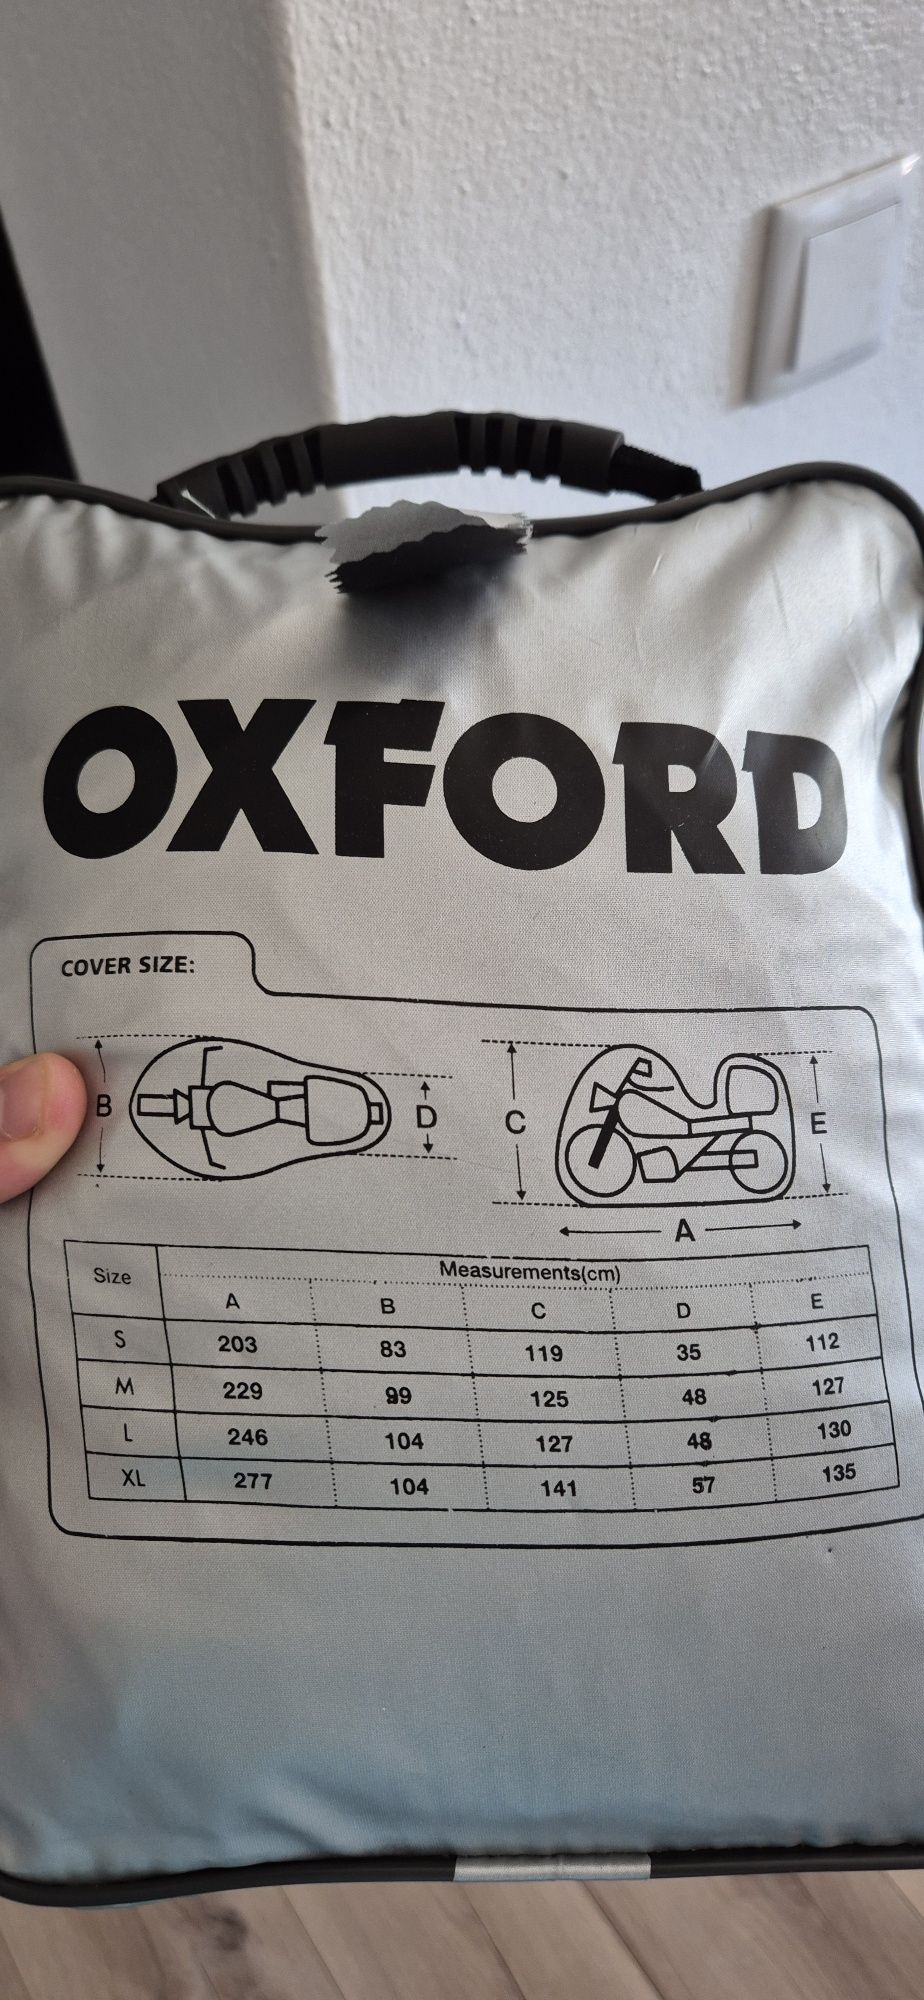 OXFORD
COVER SIZE:
B D C E
A
Size Measurements(cm)
A B C D E
S 203 83 119 35 112
M 229 99 125 48 127
L 246 104 127 48 130
XL 277 104 141 57 135